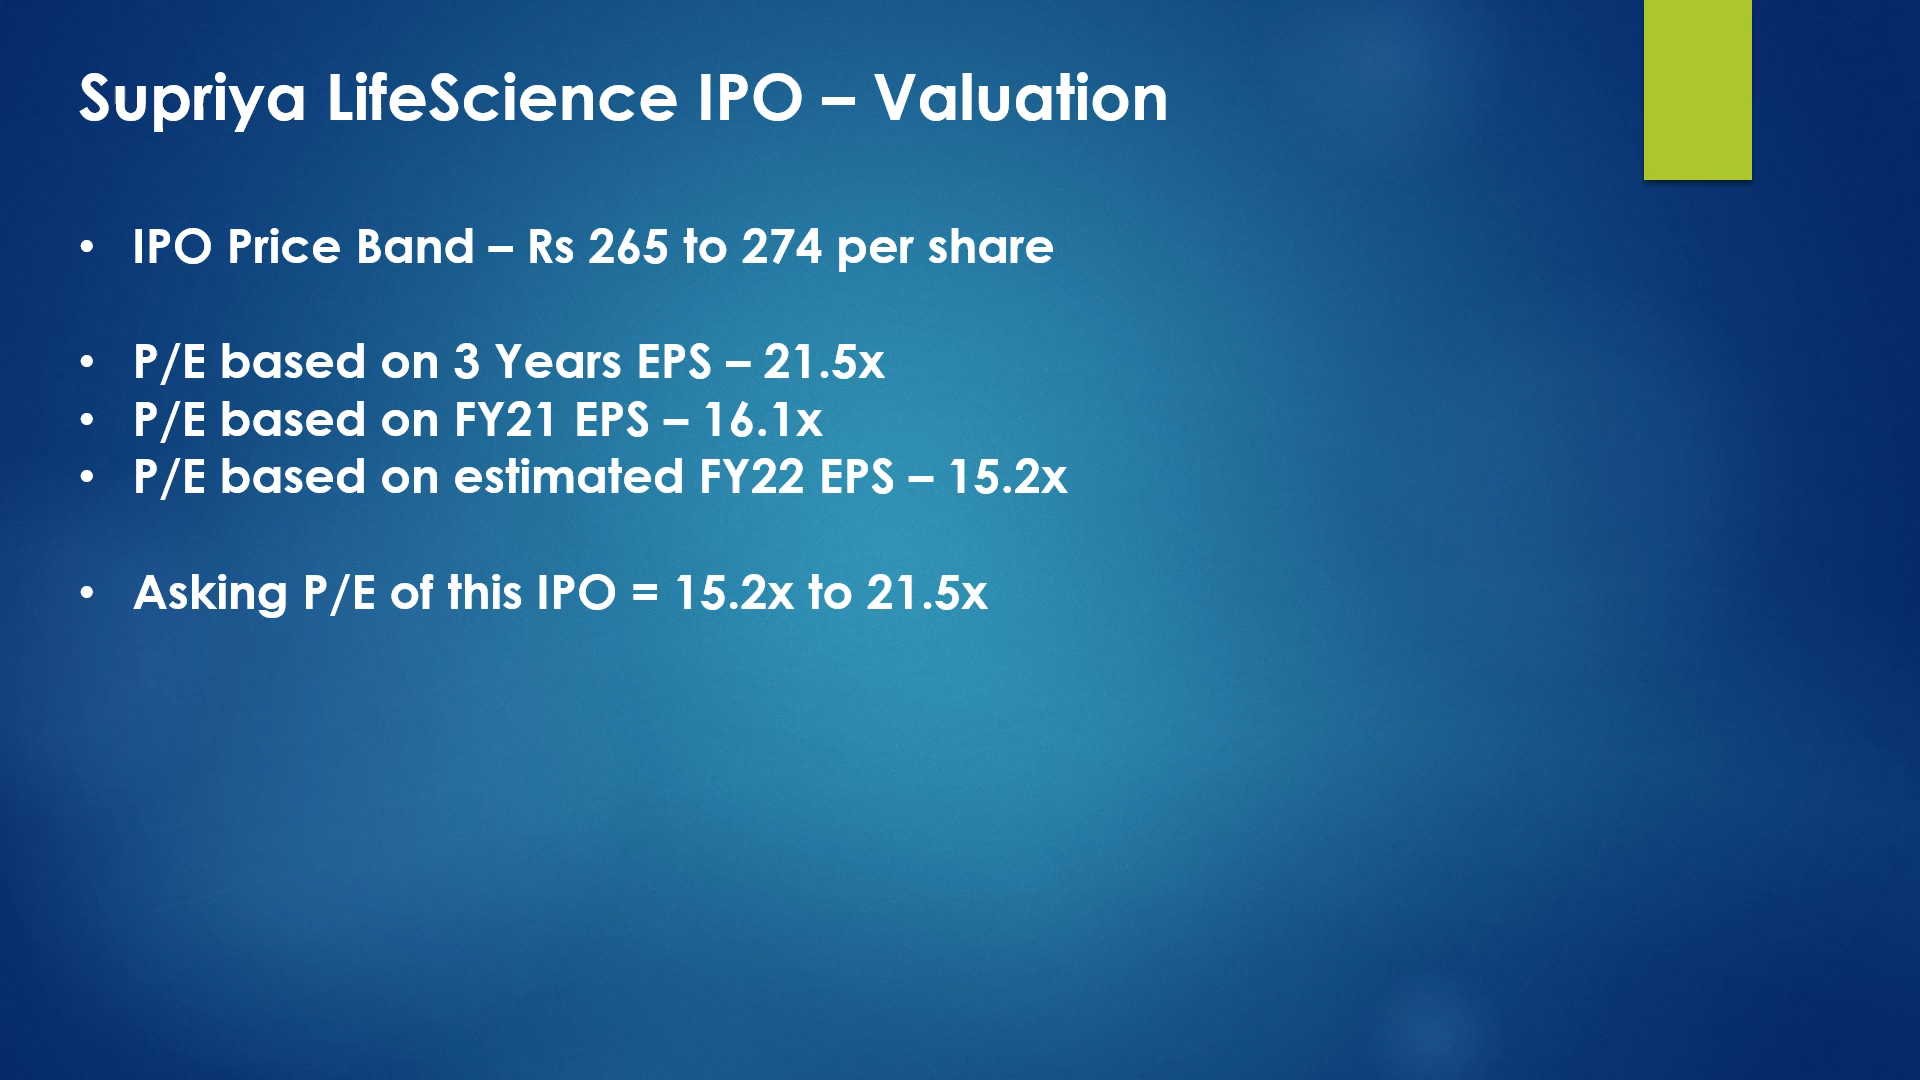 Supriya LifeScience IPO – Valuation
• IPO Price Band – Rs 265 to 274 per share
• P/E based on 3 Years EPS – 21.5x
• P/E based on FY21 EPS – 16.1x
• P/E based on estimated FY22 EPS – 15.2x
• Asking P/E of this IPO = 15.2x to 21.5x